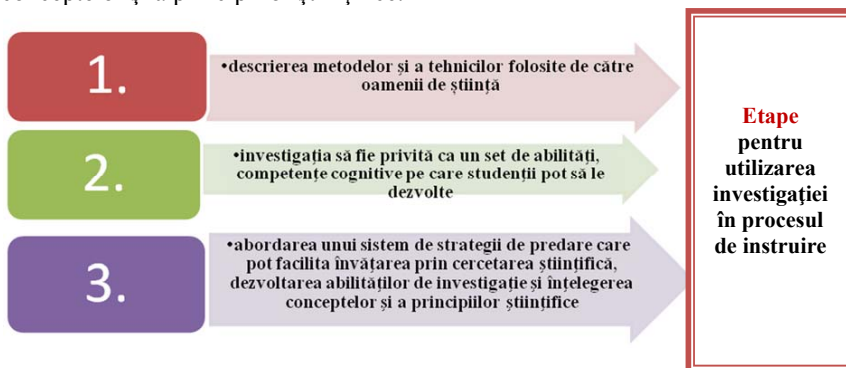 1.
•descrierea metodelor și a tehnicilor folosite de către
oamenii de știință
2.
•investigația să fie privită ca un set de abilități,
competențe cognitive pe care studenții pot să le
dezvolte
3.
•abordarea unui sistem de strategii de predare care
pot facilita învățarea prin cercetarea științifică,
dezvoltarea abilităților de investigație și înțelegerea
conceptelor și a principiilor științifice
Etape
pentru
utilizarea
investigaţiei
în procesul
de instruire